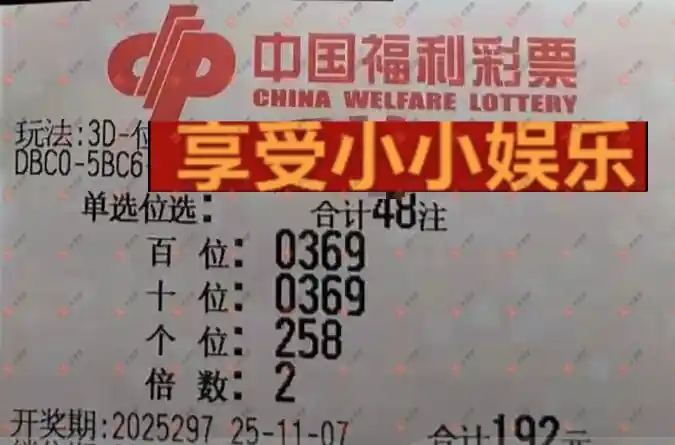 中国福利彩票
CHINA WELFARE LOTTERY
玩法:3D-
享受小小娱乐
DBC0-5BC6
单选位选: 合计48注
百位: 0369
十位: 0369
个位: 258
倍数: 2
开奖期:2025297 25-11-07 合计192元